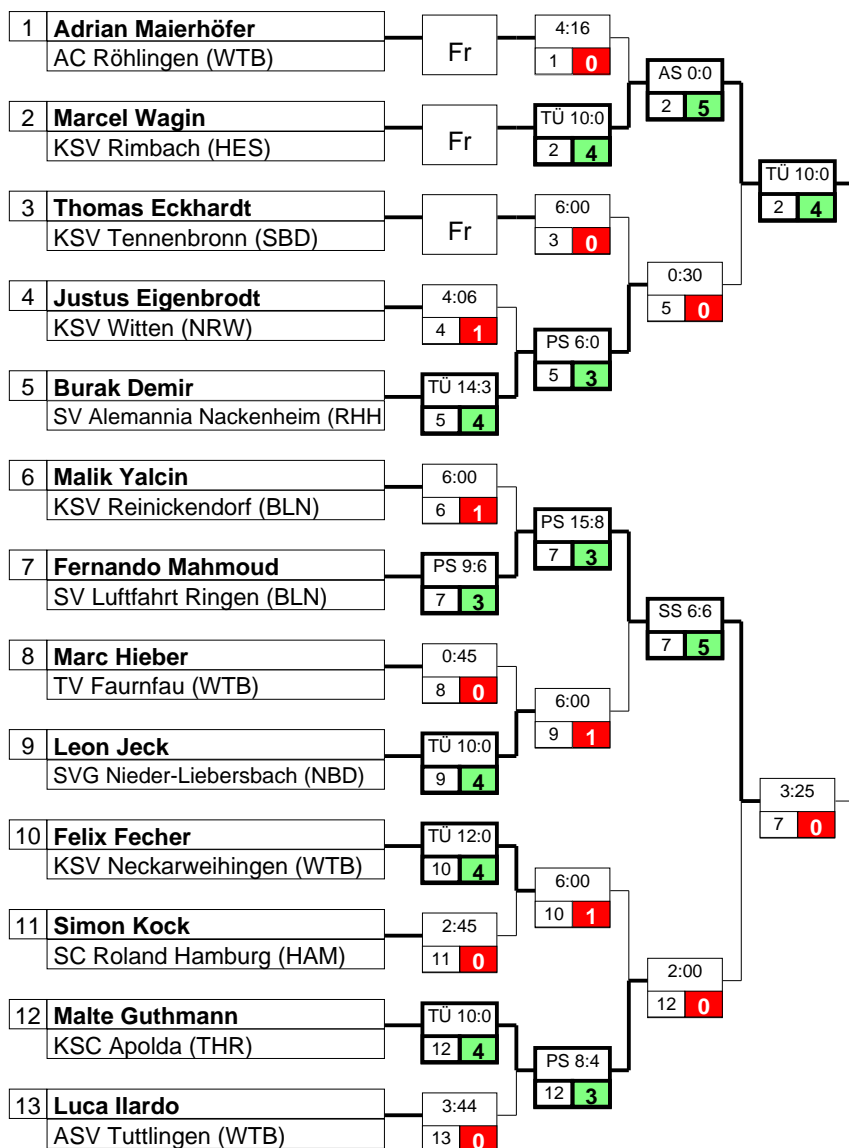 1 Adrian Maierhöfer
AC Röhlingen (WTB)
Fr
4:16
1 0
AS 0:0
2 5
2 Marcel Wagin
KSV Rimbach (HES)
Fr
TÜ 10:0
2 4
TÜ 10:0
2 4
3 Thomas Eckhardt
KSV Tennenbronn (SBD)
Fr
6:00
3 0
0:30
5 0
4 Justus Eigenbrodt
KSV Witten (NRW)
4:06
4 1
PS 6:0
5 3
5 Burak Demir
SV Alemannia Nackenheim (RHH
TÜ 14:3
5 4
6 Malik Yalcin
KSV Reinickendorf (BLN)
6:00
6 1
PS 15:8
7 3
7 Fernando Mahmoud
SV Luftfahrt Ringen (BLN)
PS 9:6
7 3
SS 6:6
7 5
8 Marc Hieber
TV Faurnfau (WTB)
0:45
8 0
6:00
9 1
9 Leon Jeck
SVG Nieder-Liebersbach (NBD)
TÜ 10:0
9 4
3:25
7 0
10 Felix Fecher
KSV Neckarweihingen (WTB)
TÜ 12:0
10 4
6:00
10 1
11 Simon Kock
SC Roland Hamburg (HAM)
2:45
11 0
2:00
12 0
12 Malte Guthmann
KSC Apolda (THR)
TÜ 10:0
12 4
PS 8:4
12 3
13 Luca Ilardo
ASV Tuttlingen (WTB)
3:44
13 0